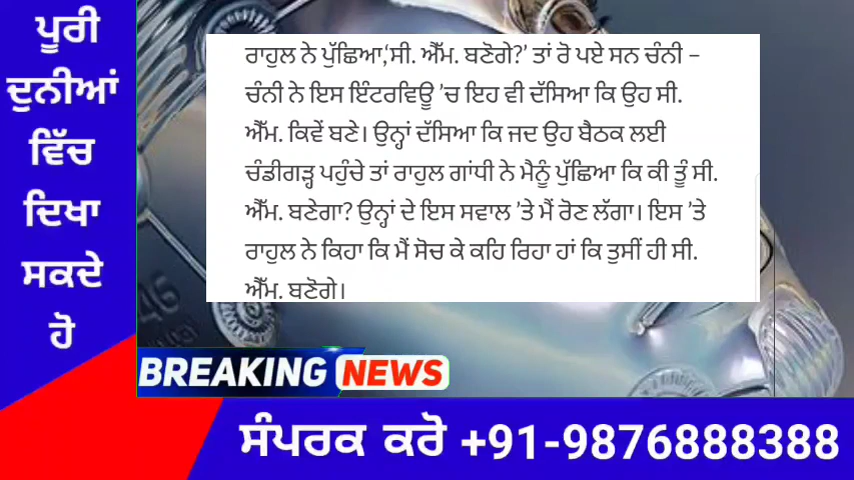 ਪੂਰੀ
ਦੁਨੀਆਂ
ਵਿੱਚ
ਦਿਖਾ
ਸਕਦੇ
ਹੋ
ਰਾਹੁਲ ਨੇ ਪੁੱਛਿਆ,‘ਸੀ. ਐੱਮ. ਬਣੋਗੇ?’ ਤਾਂ ਰੋ ਪਏ ਸਨ ਚੰਨੀ –
ਚੰਨੀ ਨੇ ਇਸ ਇੰਟਰਵਿਊ ’ਚ ਇਹ ਵੀ ਦੱਸਿਆ ਕਿ ਉਹ ਸੀ.
ਐੱਮ. ਕਿਵੇਂ ਬਣੇ। ਉਨ੍ਹਾਂ ਦੱਸਿਆ ਕਿ ਜਦ ਉਹ ਬੈਠਕ ਲਈ
ਚੰਡੀਗੜ੍ਹ ਪਹੁੰਚੇ ਤਾਂ ਰਾਹੁਲ ਗਾਂਧੀ ਨੇ ਮੈਨੂੰ ਪੁੱਛਿਆ ਕਿ ਕੀ ਤੂੰ ਸੀ.
ਐੱਮ. ਬਣੇਗਾ? ਉਨ੍ਹਾਂ ਦੇ ਇਸ ਸਵਾਲ ’ਤੇ ਮੈਂ ਰੋਣ ਲੱਗਾ। ਇਸ ’ਤੇ
ਰਾਹੁਲ ਨੇ ਕਿਹਾ ਕਿ ਮੈਂ ਸੋਚ ਕੇ ਕਹਿ ਰਿਹਾ ਹਾਂ ਕਿ ਤੁਸੀਂ ਹੀ ਸੀ.
ਐੱਮ. ਬਣੋਗੇ।
46
BREAKING NEWS
ਸੰਪਰਕ ਕਰੋ +91-9876888388